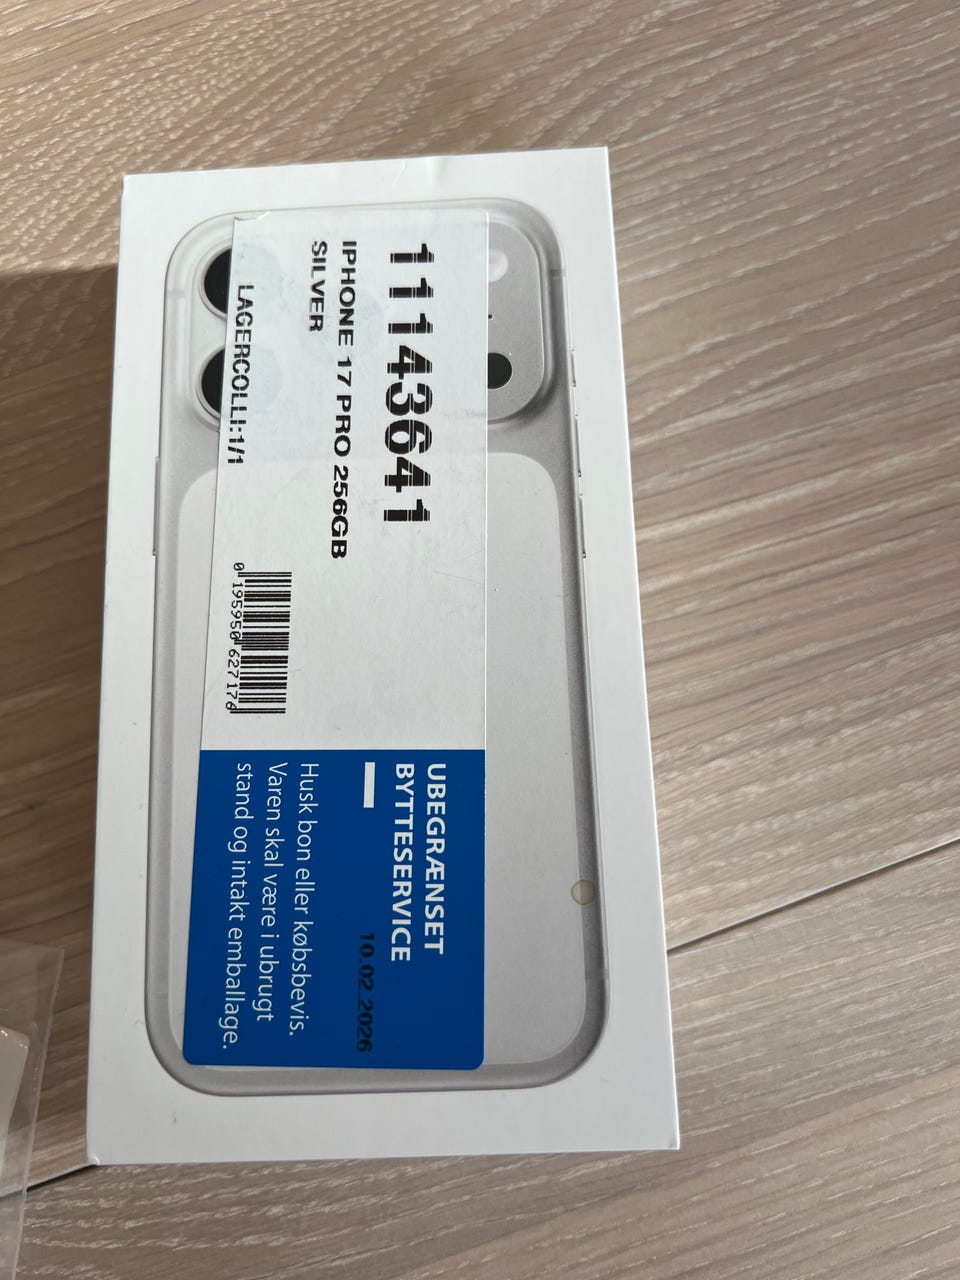 11143641
IPHONE 17 PRO 256GB
SILVER
LAGERCOLLI:1/1
0 195950 627174
UBEGRÆNSET
BYTTESERVICE
10.02.2026
Husk bon eller købsbevis.
Varen skal være i ubrugt
stand og intakt emballage.